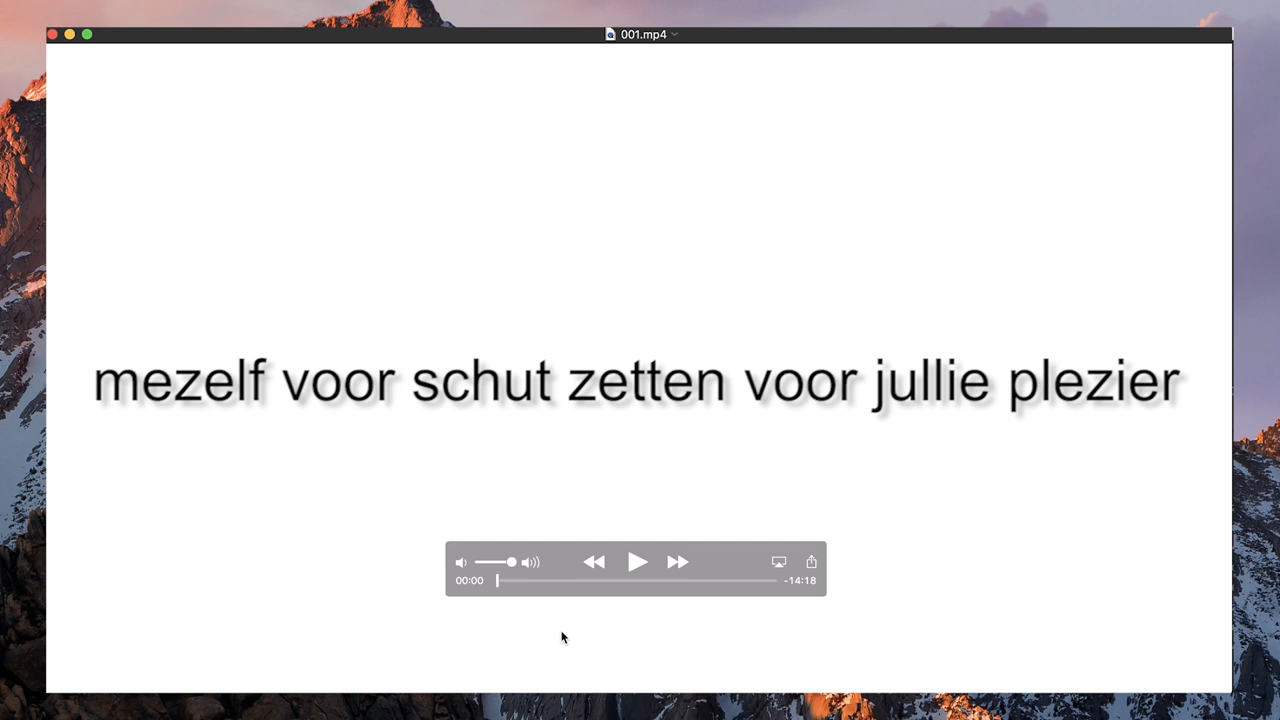 001.mp4
mezelf voor schut zetten voor jullie plezier
00:00
-14:18